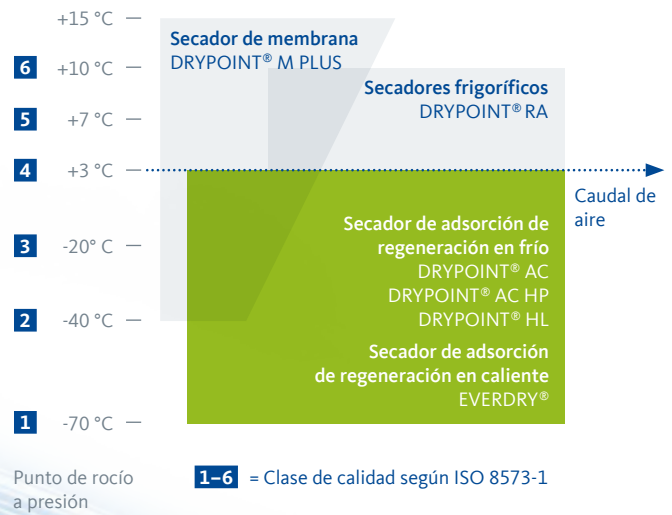 +15 °C
Secador de membrana
DRYPOINT® M PLUS
6 +10 °C
Secadores frigoríficos
DRYPOINT® RA
5 +7 °C
4 +3 °C
Caudal de
aire
Secador de adsorción de
regeneración en frío
DRYPOINT® AC
DRYPOINT® AC HP
DRYPOINT® HL
3 -20° C
2 -40 °C
Secador de adsorción
de regeneración en caliente
EVERDRY®
1 -70 °C
Punto de rocío
a presión
1–6 = Clase de calidad según ISO 8573-1